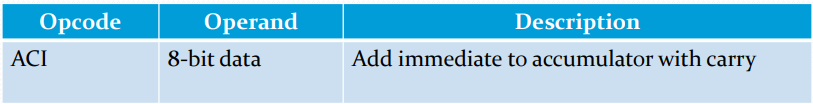 Opcode Operand Description
ACI 8-bit data Add immediate to accumulator with carry